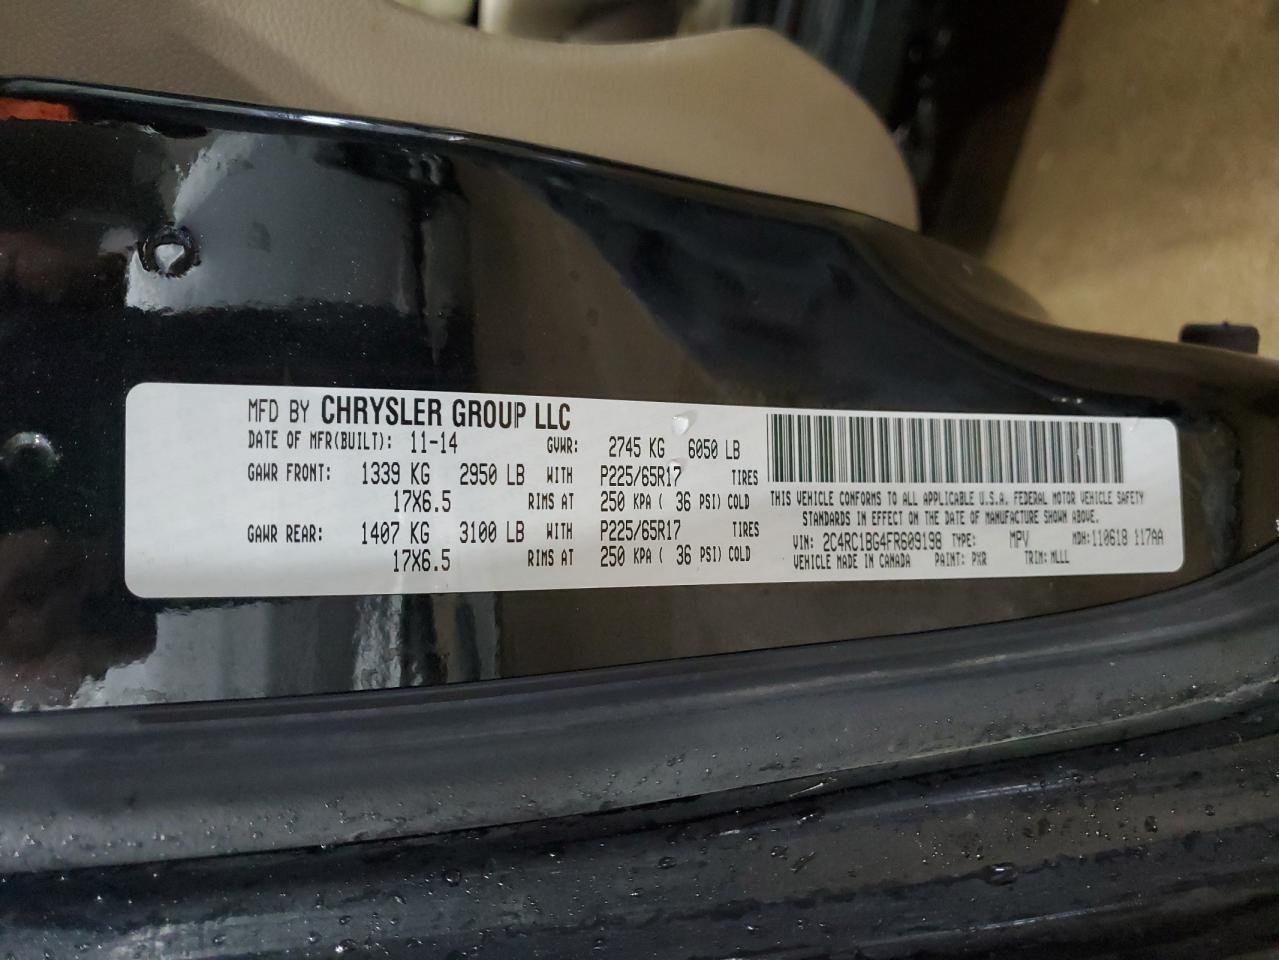 MFD BY CHRYSLER GROUP LLC
DATE OF MFR(BUILT): 11-14 GVWR: 2745 KG 6050 LB
GAWR FRONT: 1339 KG 2950 LB WITH P225/65R17 TIRES
17X6.5 RIMS AT 250 KPA ( 36 PSI) COLD
GAWR REAR: 1407 KG 3100 LB WITH P225/65R17 TIRES
17X6.5 RIMS AT 250 KPA ( 36 PSI) COLD
THIS VEHICLE CONFORMS TO ALL APPLICABLE U.S.A. FEDERAL MOTOR VEHICLE SAFETY
STANDARDS IN EFFECT ON THE DATE OF MANUFACTURE SHOWN ABOVE.
VIN: 2C4RC1BG4FR609198 TYPE: MPV MDH: 110618 117AA
VEHICLE MADE IN CANADA PAINT: PXR TRIM: MLLL